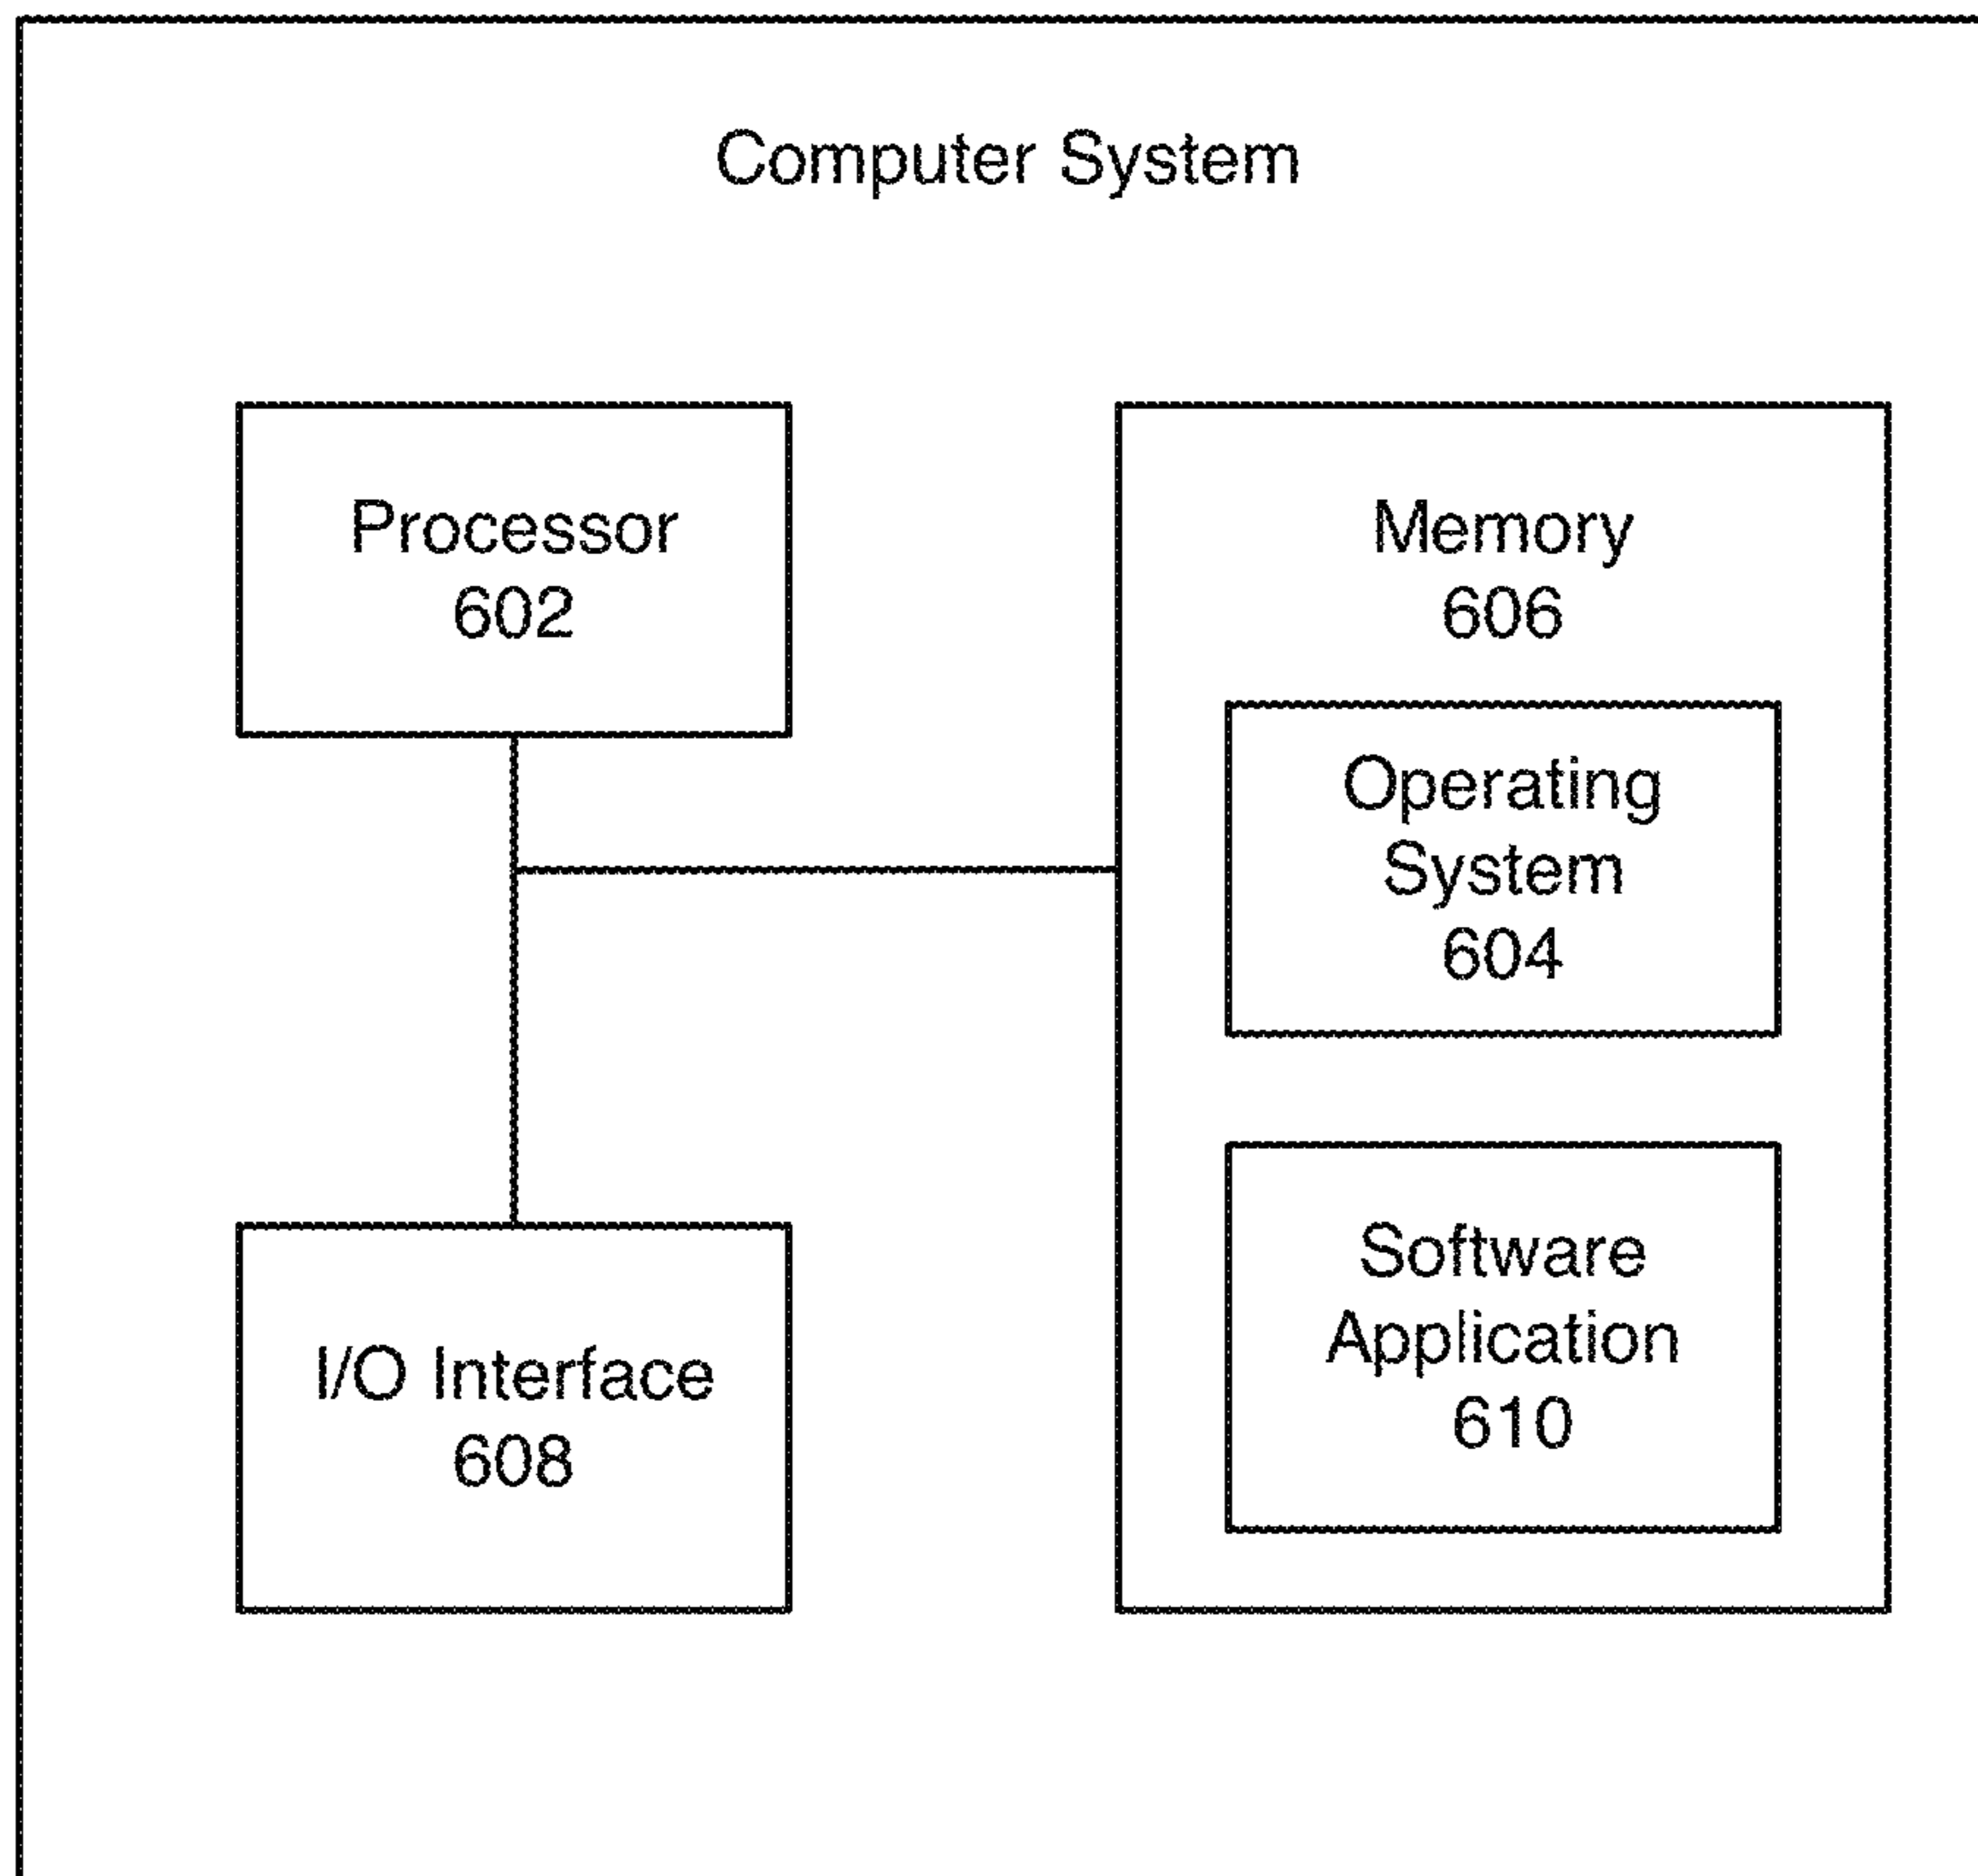 Computer System
Processor
602
Memory
606
Operating
System
604
Software
Application
610
I/O Interface
608